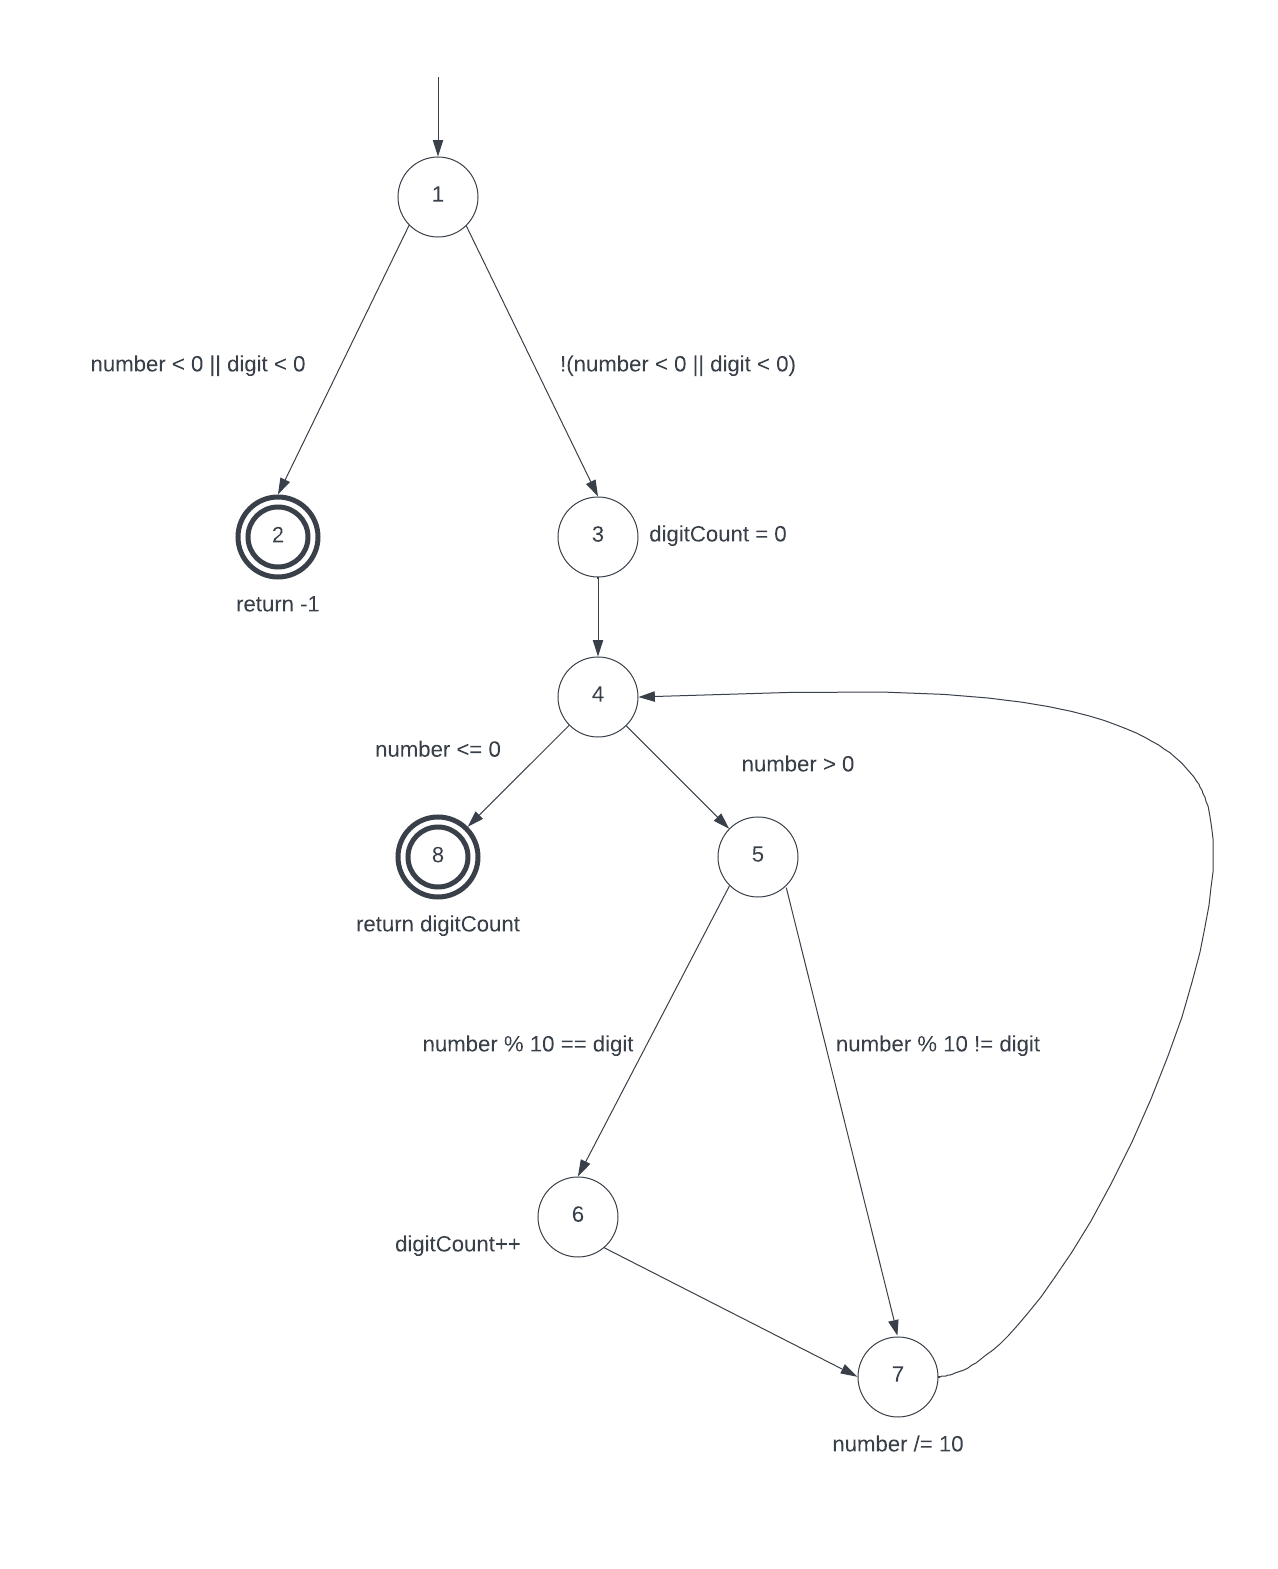 1
number < 0 || digit < 0
!(number < 0 || digit < 0)
2
3
digitCount = 0
return -1
4
number <= 0
number > 0
8
5
return digitCount
number % 10 == digit
number % 10 != digit
6
digitCount++
7
number /= 10